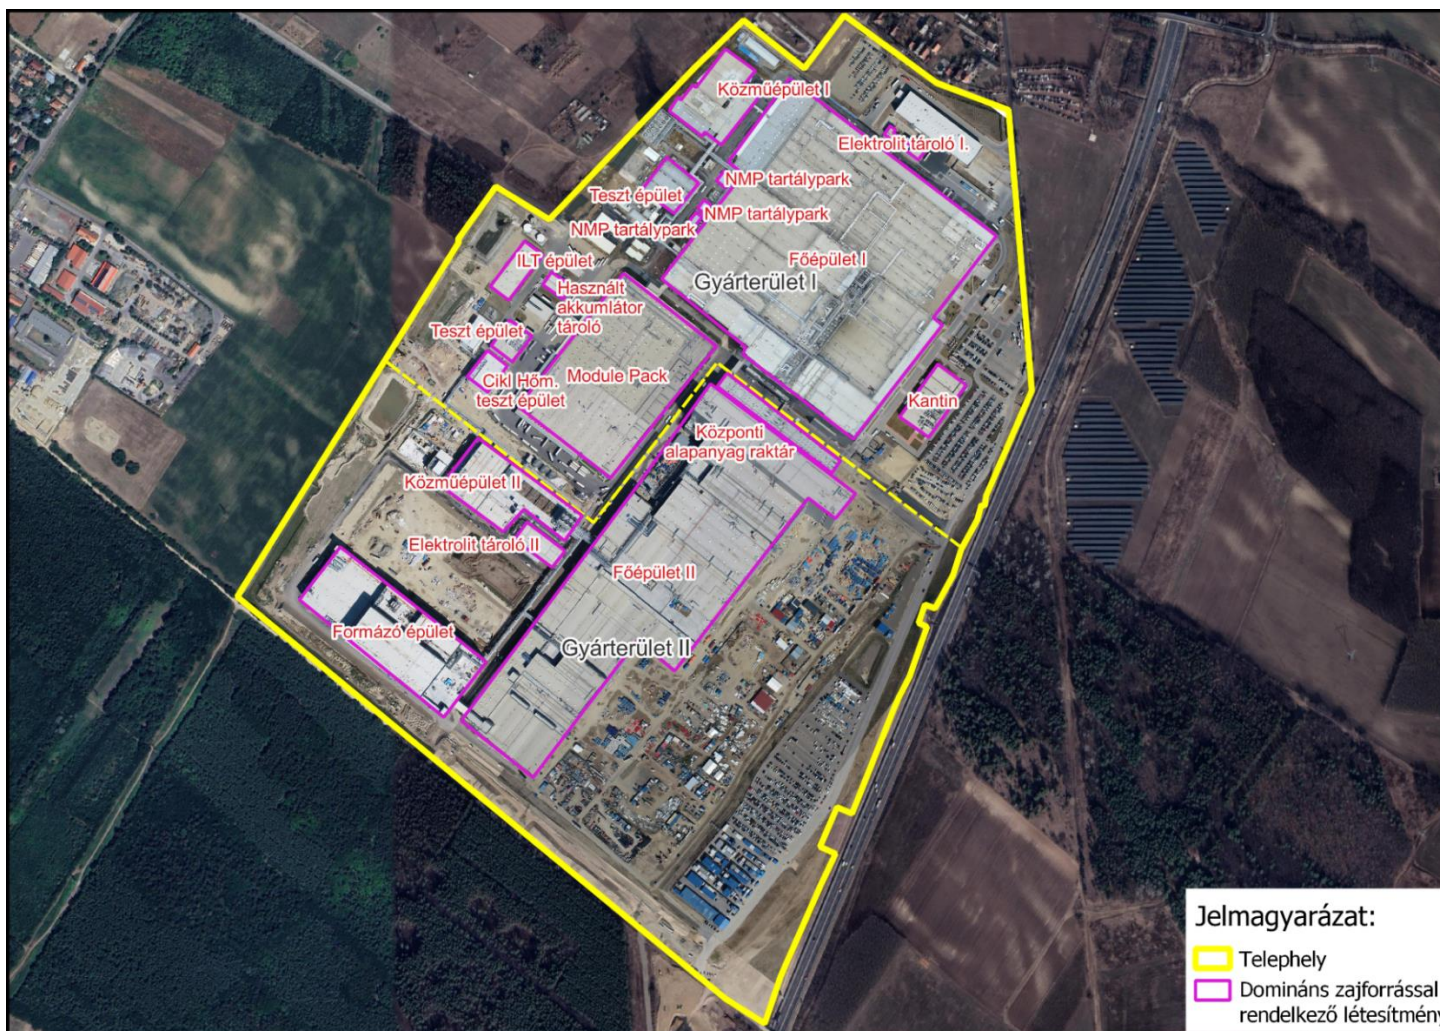 Közműépület I
Elektrolit tároló I.
NMP tartálypark
Teszt épület
NMP tartálypark
NMP tartálypark
ILT épület
Főépület I
Gyárterület I
Használt
akkumlátor
tároló
Teszt épület
Cikl Hőm.
teszt épület
Module Pack
Kantin
Központi
alapanyag raktár
Közműépület II
Elektrolit tároló II
Főépület II
Formázó épület
Gyárterület II
Jelmagyarázat:
Telephely
Domináns zajforrással
rendelkező létesítmény